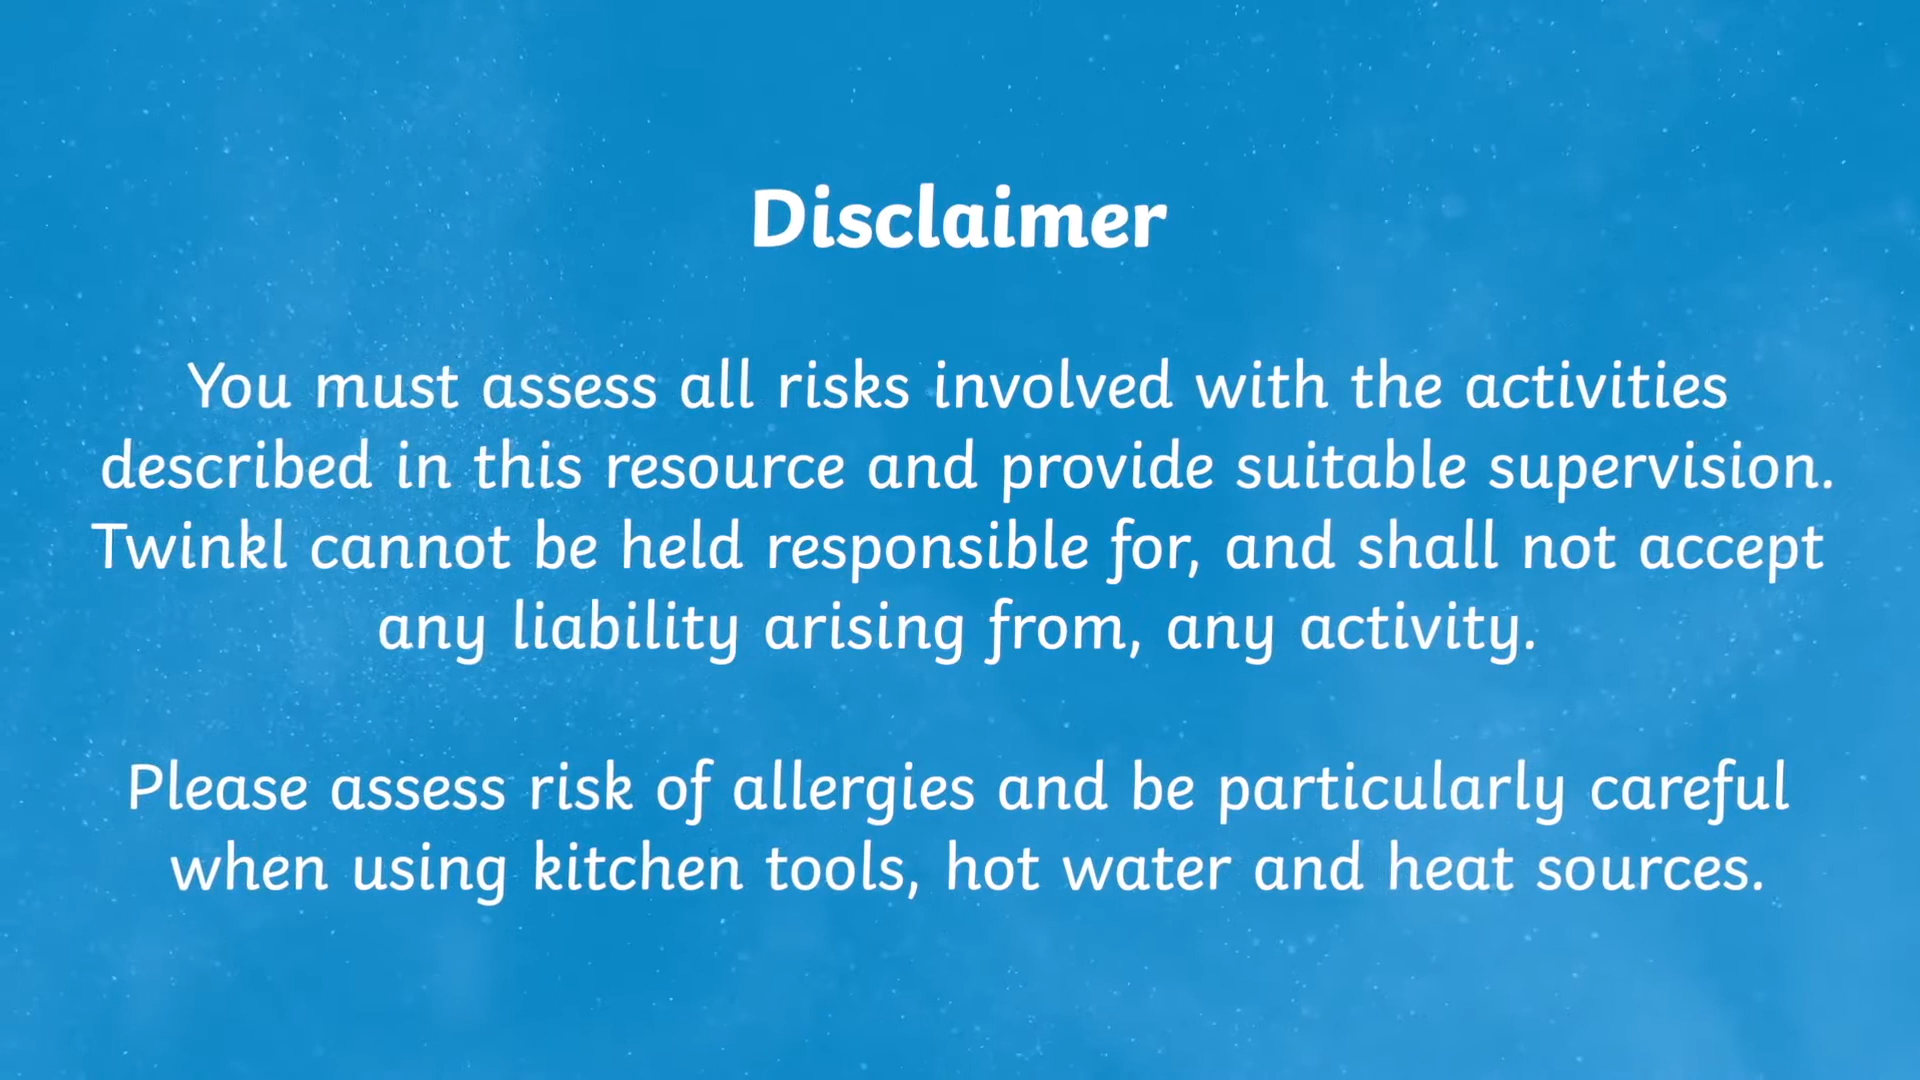 Disclaimer
You must assess all risks involved with the activities
described in this resource and provide suitable supervision.
Twinkl cannot be held responsible for, and shall not accept
any liability arising from, any activity.
Please assess risk of allergies and be particularly careful
when using kitchen tools, hot water and heat sources.